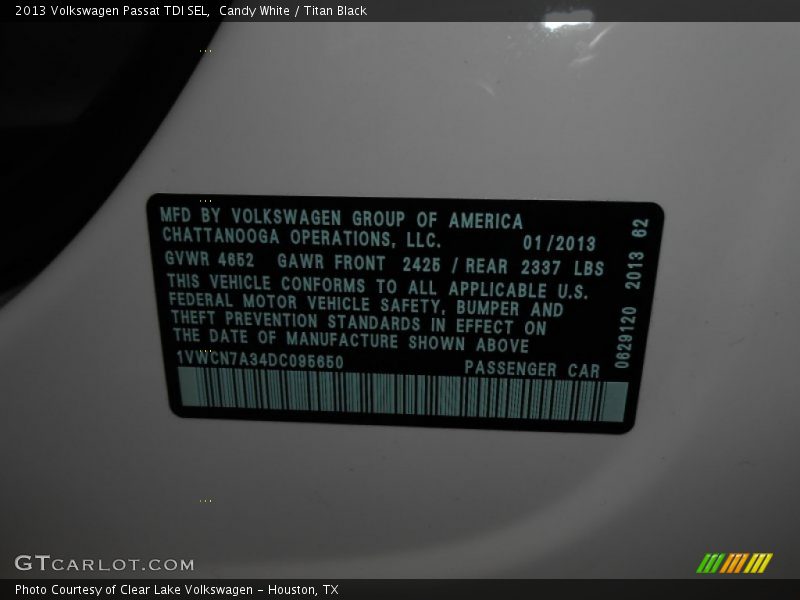 2013 Volkswagen Passat TDI SEL, Candy White / Titan Black
MFD BY VOLKSWAGEN GROUP OF AMERICA
CHATTANOOGA OPERATIONS, LLC. 01/2013
GVWR 4652 GAWR FRONT 2425 / REAR 2337 LBS
THIS VEHICLE CONFORMS TO ALL APPLICABLE U.S.
FEDERAL MOTOR VEHICLE SAFETY, BUMPER AND
THEFT PREVENTION STANDARDS IN EFFECT ON
THE DATE OF MANUFACTURE SHOWN ABOVE
1VWCN7A34DC095650 PASSENGER CAR
0629120 2013 62
GTCARLOT.COM
Photo Courtesy of Clear Lake Volkswagen - Houston, TX